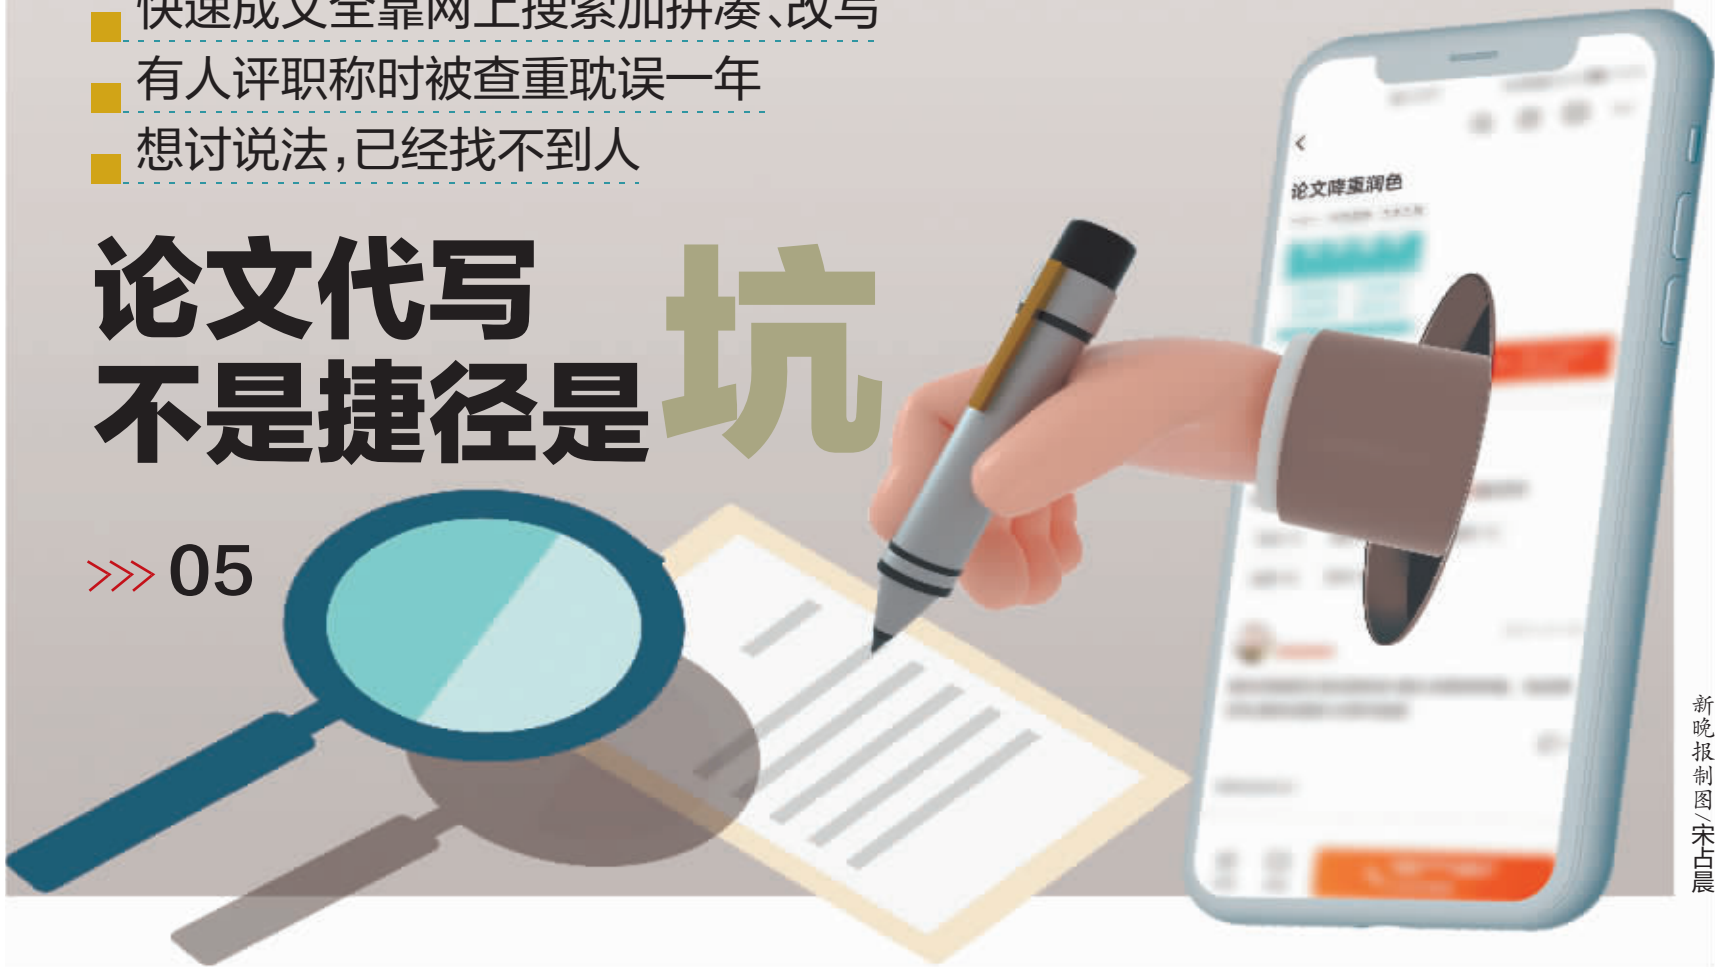 快速成文全靠网上搜索加拼凑、改写
有人评职称时被查重耽误一年
想讨说法，已经找不到人
论文代写
不是捷径是坑
>>> 05
论文降重润色
新晚报制图/宋占晨